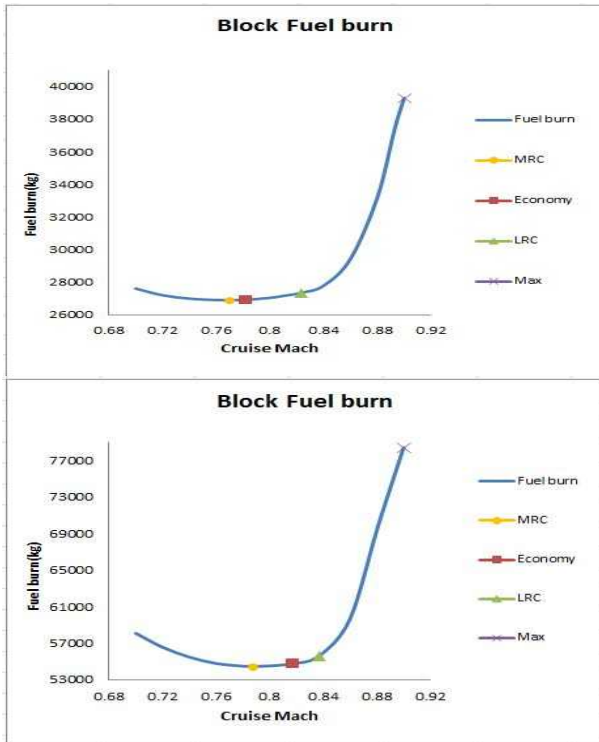 Block Fuel burn
40000
38000
36000
34000
32000
30000
28000
26000
Fuel burn(kg)
0.68 0.72 0.76 0.8 0.84 0.88 0.92
Cruise Mach
Fuel burn
MRC
Economy
LRC
Max
Block Fuel burn
77000
73000
69000
65000
61000
57000
53000
Fuel burn(kg)
0.68 0.72 0.76 0.8 0.84 0.88 0.92
Cruise Mach
Fuel burn
MRC
Economy
LRC
Max